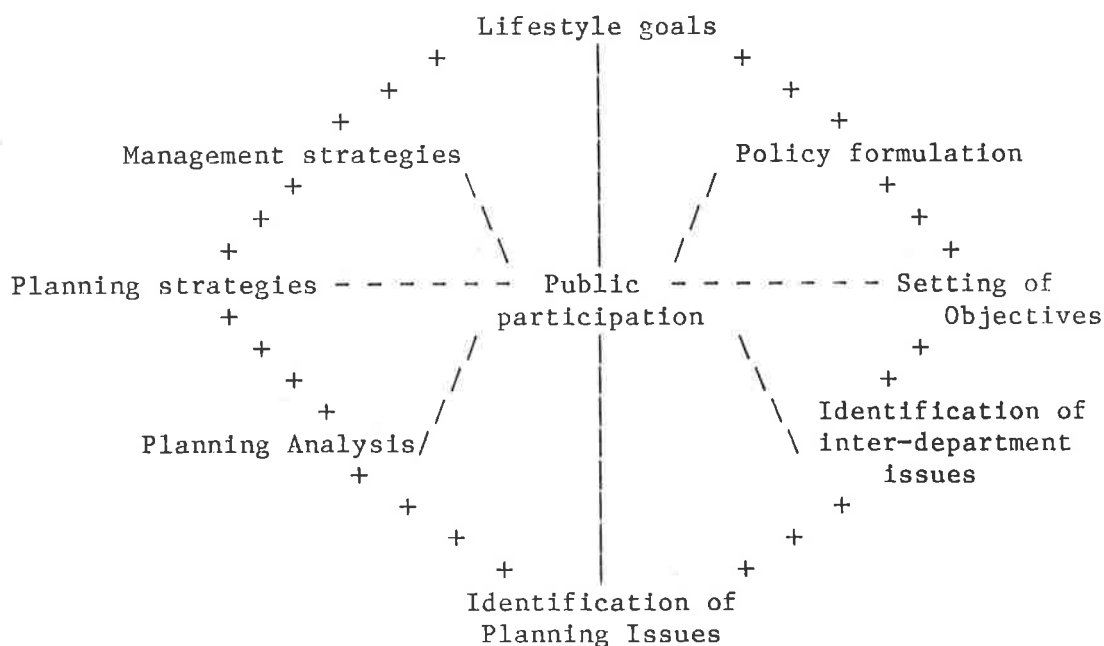 Lifestyle goals
Management strategies
Policy formulation
Planning strategies
Public
participation
Setting of
Objectives
Planning Analysis
Identification of
inter-department
issues
Identification of
Planning Issues